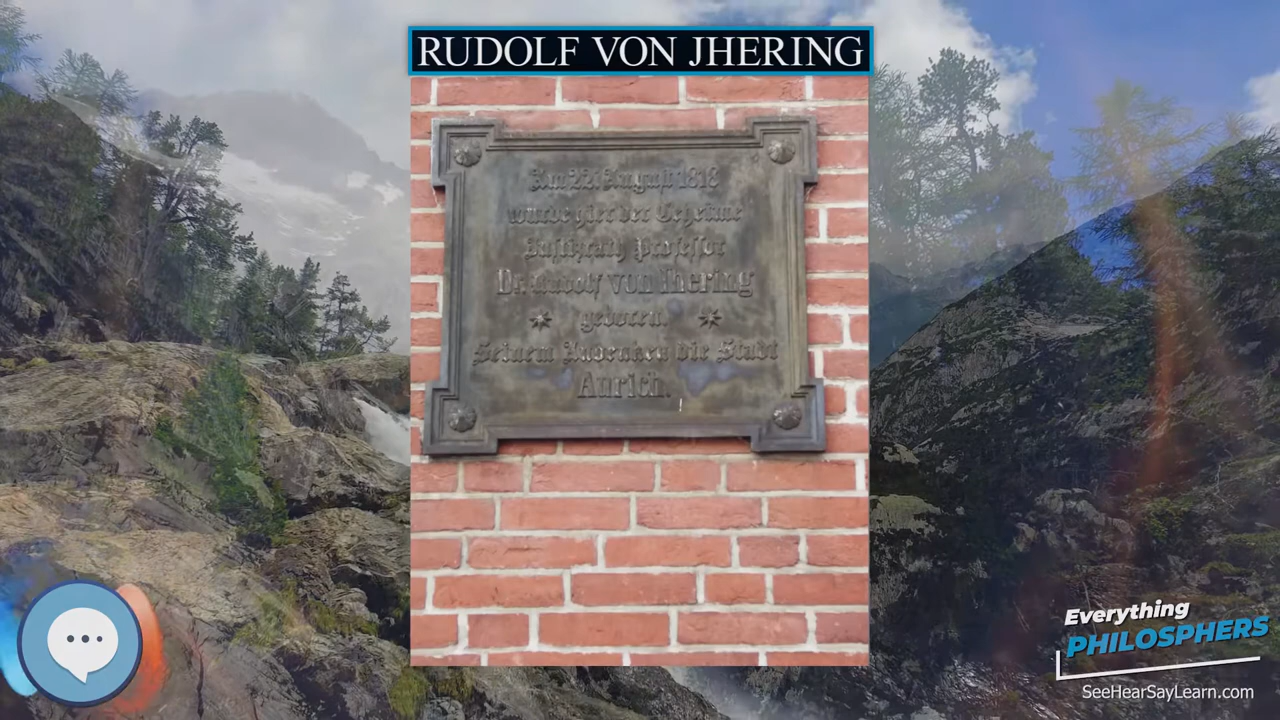 RUDOLF VON JHERING
Am 22. August 1818
wurde hier der Geheime
Justizrath Professor
Dr. Rudolf von Ihering
geboren.
Seinem Andenken die Stadt
Aurich.
Everything
PHILOSPHERS
SeeHearSayLearn.com